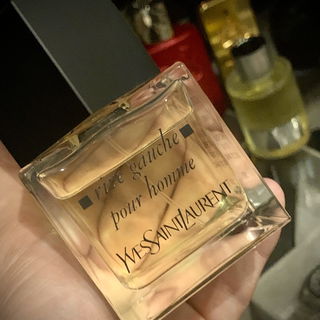 rive gauche
pour homme
YVESSAINTLAURENT